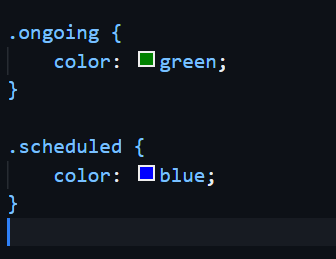 .ongoing {
    color: green;
}
.scheduled {
    color: blue;
}